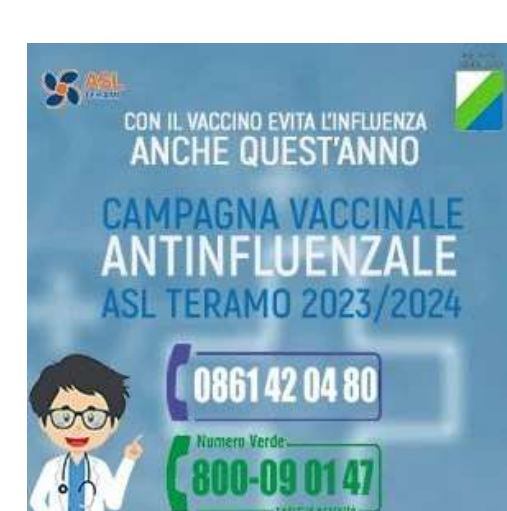 ASL
TERAMO
CON IL VACCINO EVITA L'INFLUENZA
ANCHE QUEST'ANNO
CAMPAGNA VACCINALE
ANTINFLUENZALE
ASL TERAMO 2023/2024
0861 42 04 80
Numero Verde
800-09 01 47